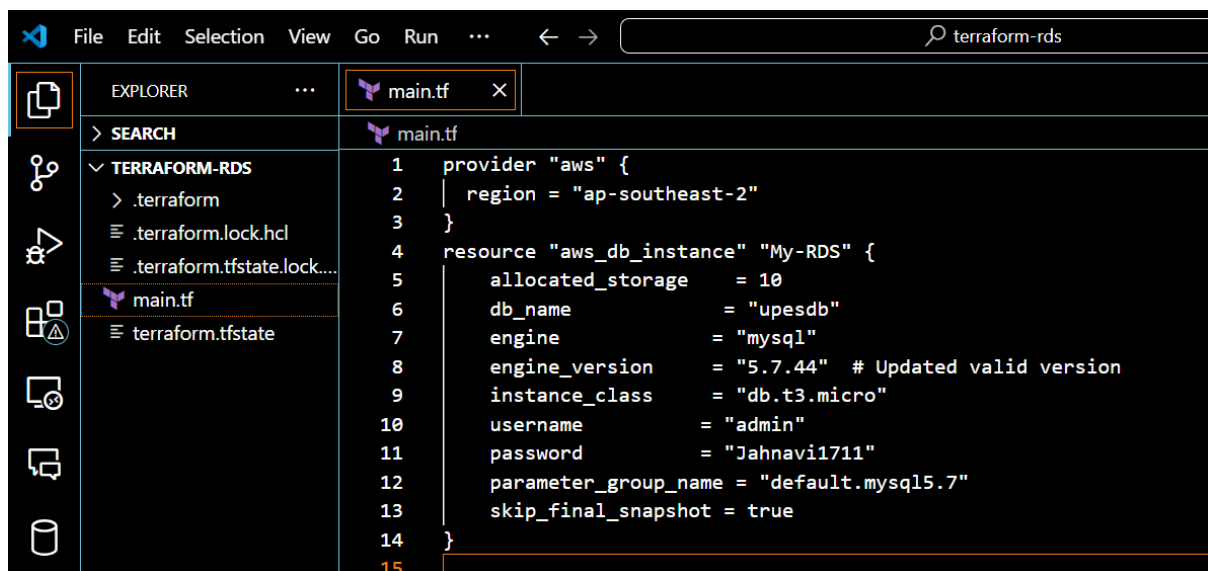 File Edit Selection View Go Run ··· ← → terraform-rds
EXPLORER ···
SEARCH
TERRAFORM-RDS
.terraform
.terraform.lock.hcl
.terraform.tfstate.lock....
main.tf
terraform.tfstate
main.tf ×
main.tf
1 provider "aws" {
2 region = "ap-southeast-2"
3 }
4 resource "aws_db_instance" "My-RDS" {
5 allocated_storage = 10
6 db_name = "upesdb"
7 engine = "mysql"
8 engine_version = "5.7.44" # Updated valid version
9 instance_class = "db.t3.micro"
10 username = "admin"
11 password = "Jahnavi1711"
12 parameter_group_name = "default.mysql5.7"
13 skip_final_snapshot = true
14 }
15